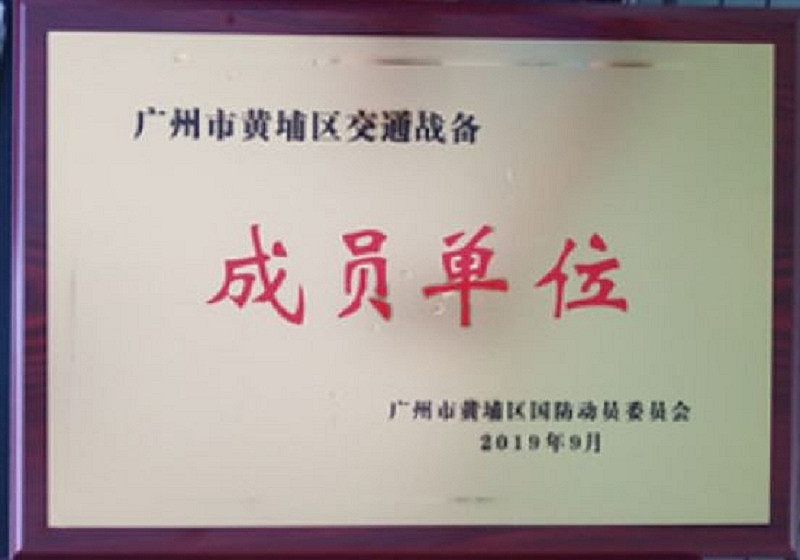 广州市黄埔区交通战备
成员单位
广州市黄埔区国防动员委员会
2019年9月